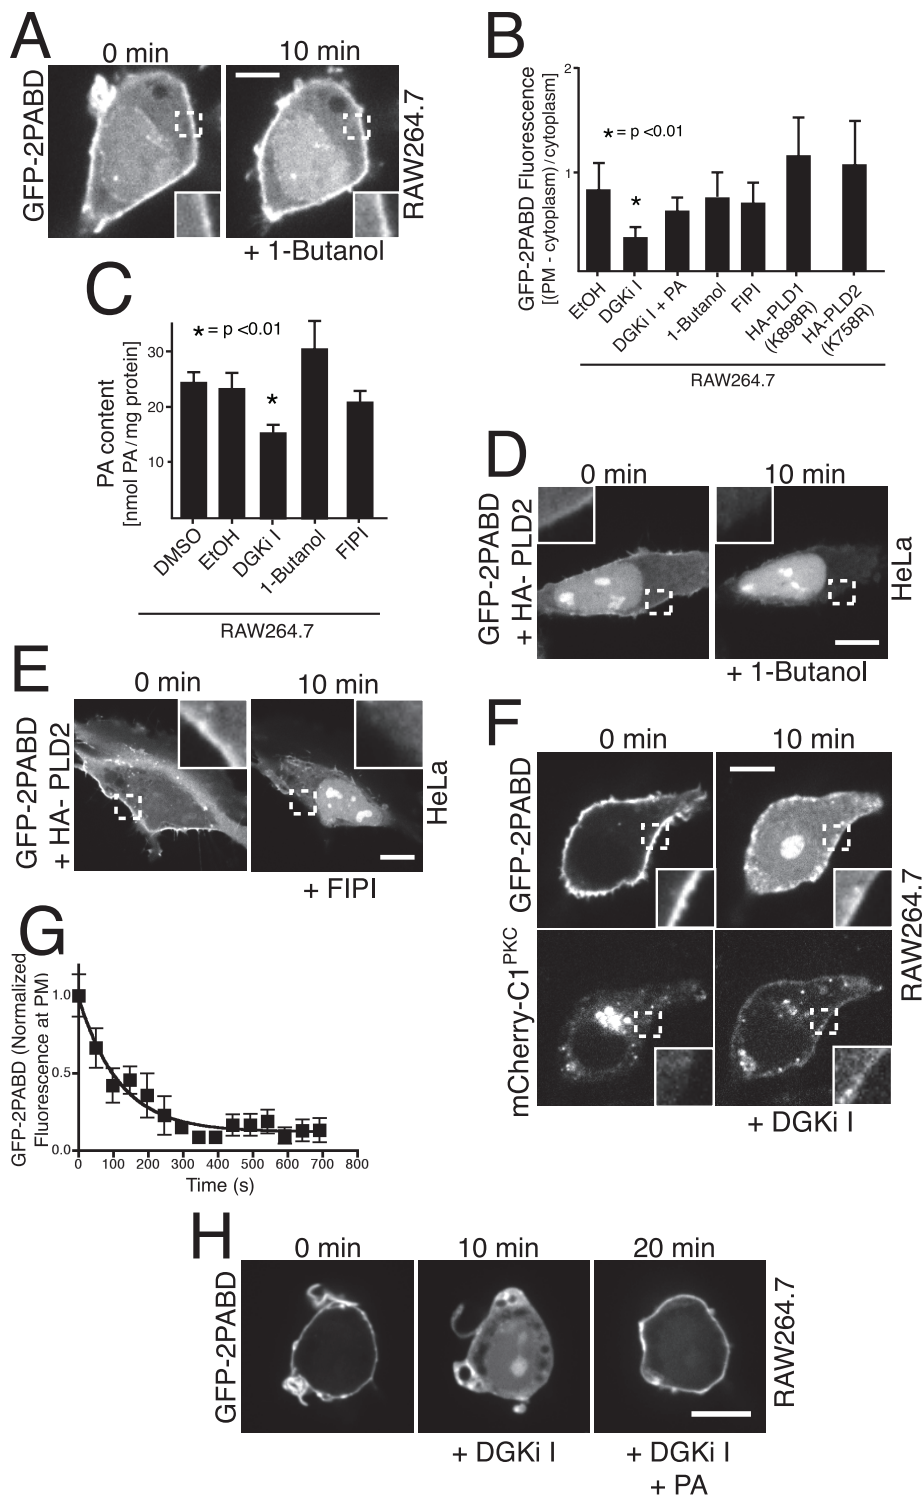 A
0 min
10 min
GFP-2PABD
RAW264.7
+ 1-Butanol
B
GFP-2PABD Fluorescence
[(PM - cytoplasm)/cytoplasm]
2
1
* = p <0.01
*
EtOH
DGKi I
DGKi I + PA
1-Butanol
FIPI
HA-PLD1
(K898R)
HA-PLD2
(K758R)
RAW264.7
C
PA content
[nmol PA/mg protein]
30
20
10
* = p <0.01
*
DMSO
EtOH
DGKi I
1-Butanol
FIPI
RAW264.7
D
0 min
10 min
GFP-2PABD
+ HA- PLD2
HeLa
+ 1-Butanol
E
0 min
10 min
GFP-2PABD
+ HA- PLD2
HeLa
+ FIPI
F
0 min
10 min
GFP-2PABD
mCherry-C1PKC
RAW264.7
+ DGKi I
G
GFP-2PABD (Normalized
Fluorescence at PM)
1.0
0.5
0.0
0 100 200 300 400 500 600 700 800
Time (s)
H
0 min
10 min
20 min
GFP-2PABD
RAW264.7
+ DGKi I
+ DGKi I
+ PA